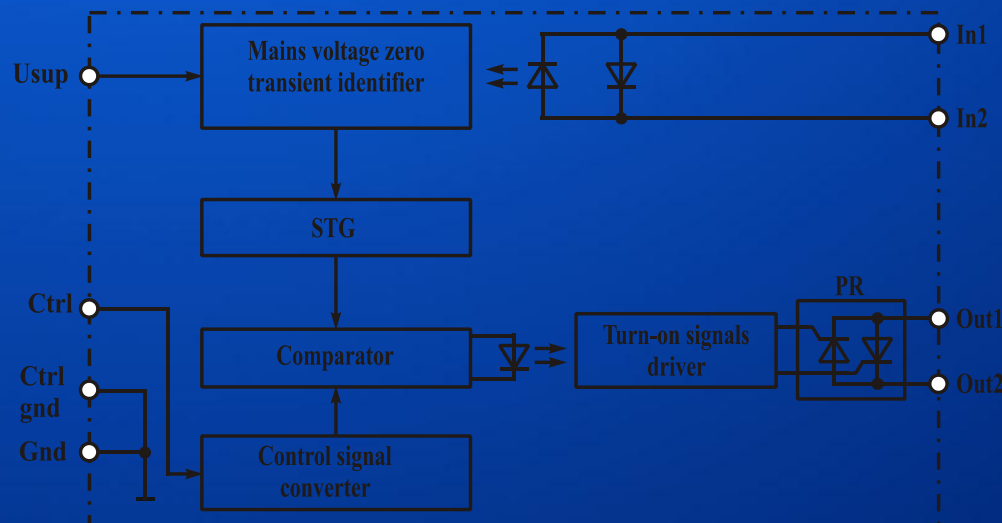 Mains voltage zero
transient identifier
Usup
In1
In2
STG
Ctrl
PR
Out1
Comparator
Turn-on signals
driver
Ctrl
gnd
Out2
Gnd
Control signal
converter